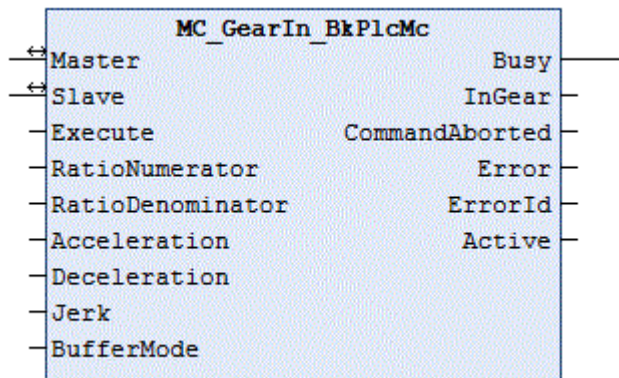 MC_GearIn_BkPlcMc
Master Busy
Slave InGear
Execute CommandAborted
RatioNumerator Error
RatioDenominator ErrorId
Acceleration Active
Deceleration
Jerk
BufferMode